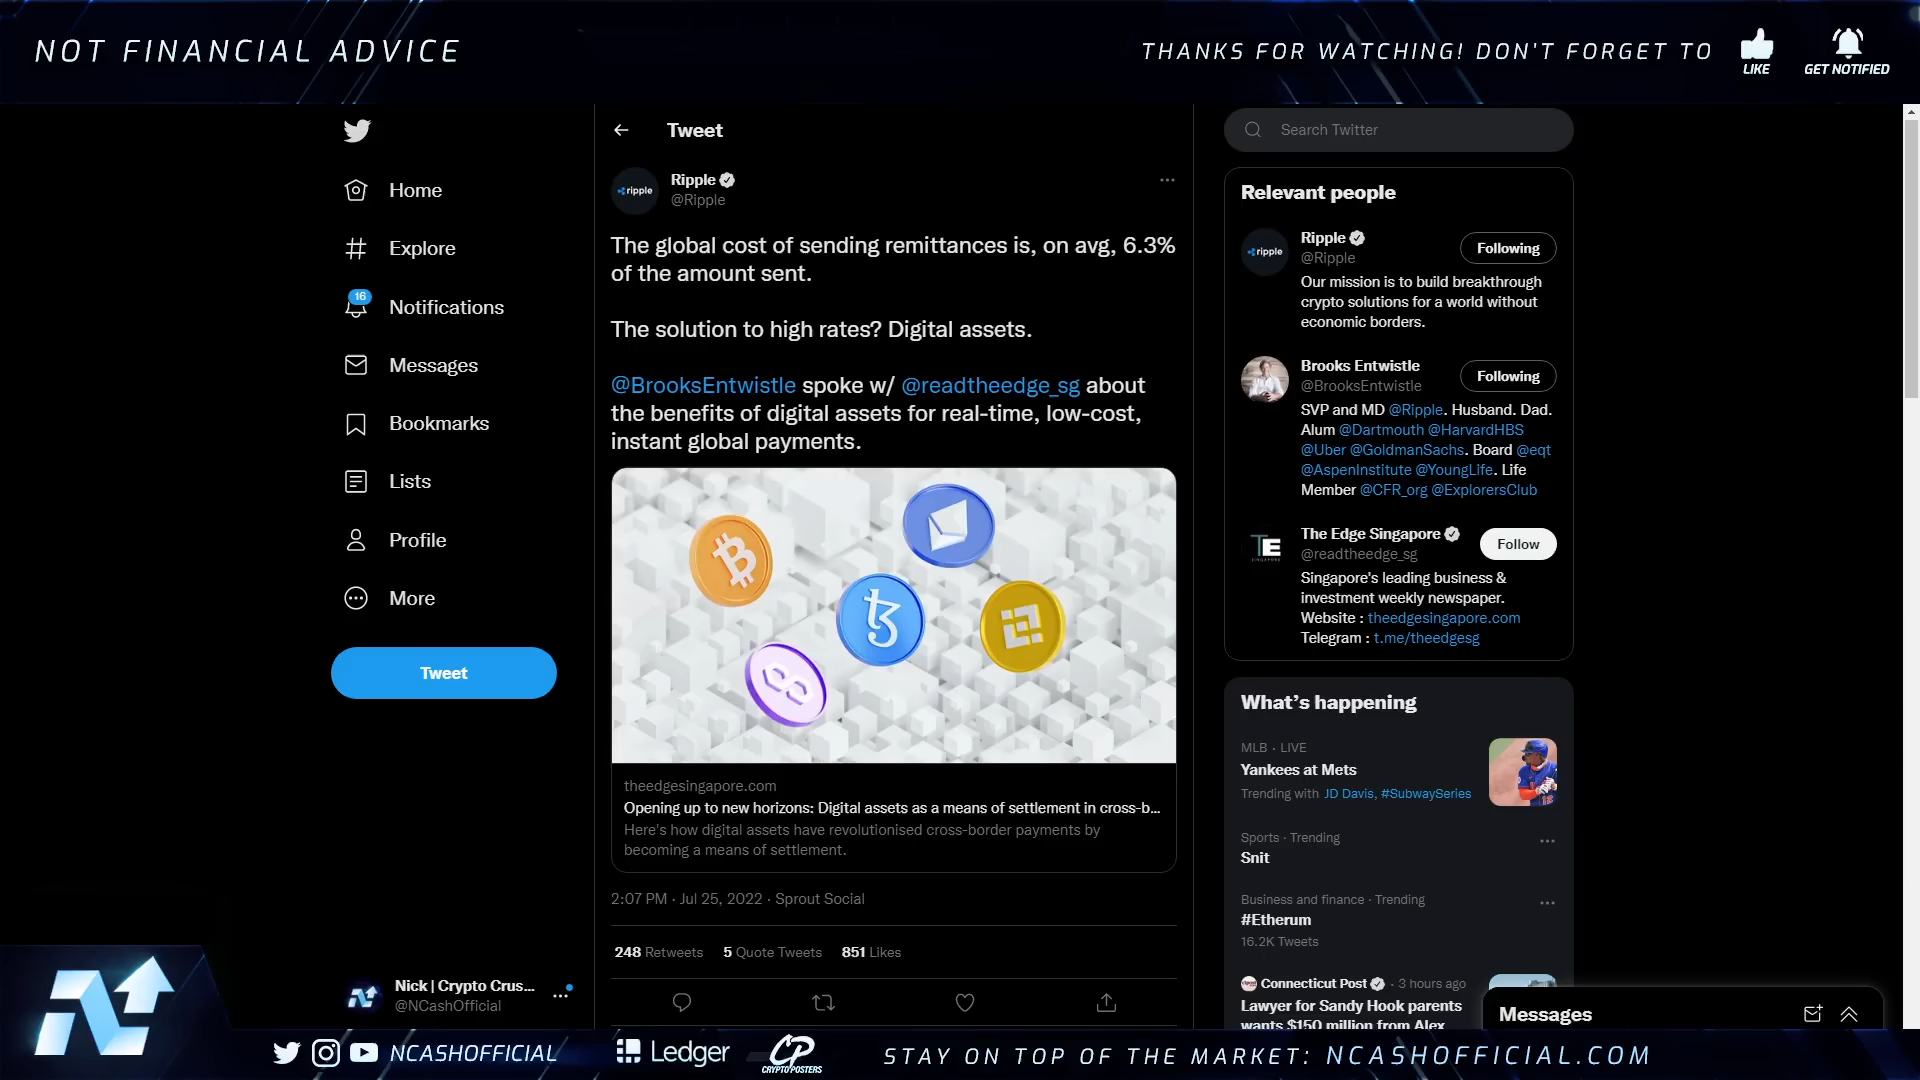 NOT FINANCIAL ADVICE
THANKS FOR WATCHING! DON'T FORGET TO
LIKE
GET NOTIFIED
Home
Explore
16
Notifications
Messages
Bookmarks
Lists
Profile
More
Tweet
Nick | Crypto Crus...
@NCashOfficial
Tweet
ripple
Ripple
@Ripple
The global cost of sending remittances is, on avg, 6.3%
of the amount sent.
The solution to high rates? Digital assets.
@BrooksEntwistle spoke w/ @readtheedge_sg about
the benefits of digital assets for real-time, low-cost,
instant global payments.
theedgesingapore.com
Opening up to new horizons: Digital assets as a means of settlement in cross-b...
Here's how digital assets have revolutionised cross-border payments by
becoming a means of settlement.
2:07 PM · Jul 25, 2022 · Sprout Social
248 Retweets 5 Quote Tweets 851 Likes
Search Twitter
Relevant people
ripple
Ripple
@Ripple
Following
Our mission is to build breakthrough
crypto solutions for a world without
economic borders.
Brooks Entwistle
@BrooksEntwistle
Following
SVP and MD @Ripple. Husband. Dad.
Alum @Dartmouth @HarvardHBS
@Uber @GoldmanSachs. Board @eqt
@AspenInstitute @YoungLife. Life
Member @CFR_org @ExplorersClub
TE
SINGAPORE
The Edge Singapore
@readtheedge_sg
Follow
Singapore's leading business &
investment weekly newspaper.
Website : theedgesingapore.com
Telegram : t.me/theedgesg
What's happening
MLB · LIVE
Yankees at Mets
Trending with JD Davis, #SubwaySeries
Sports · Trending
Snit
Business and finance · Trending
#Etherum
16.2K Tweets
Connecticut Post · 3 hours ago
Lawyer for Sandy Hook parents
wants $150 million from Alex
Messages
NCASHOFFICIAL
Ledger
CP
CRYPTO POSTERS
STAY ON TOP OF THE MARKET: NCASHOFFICIAL.COM